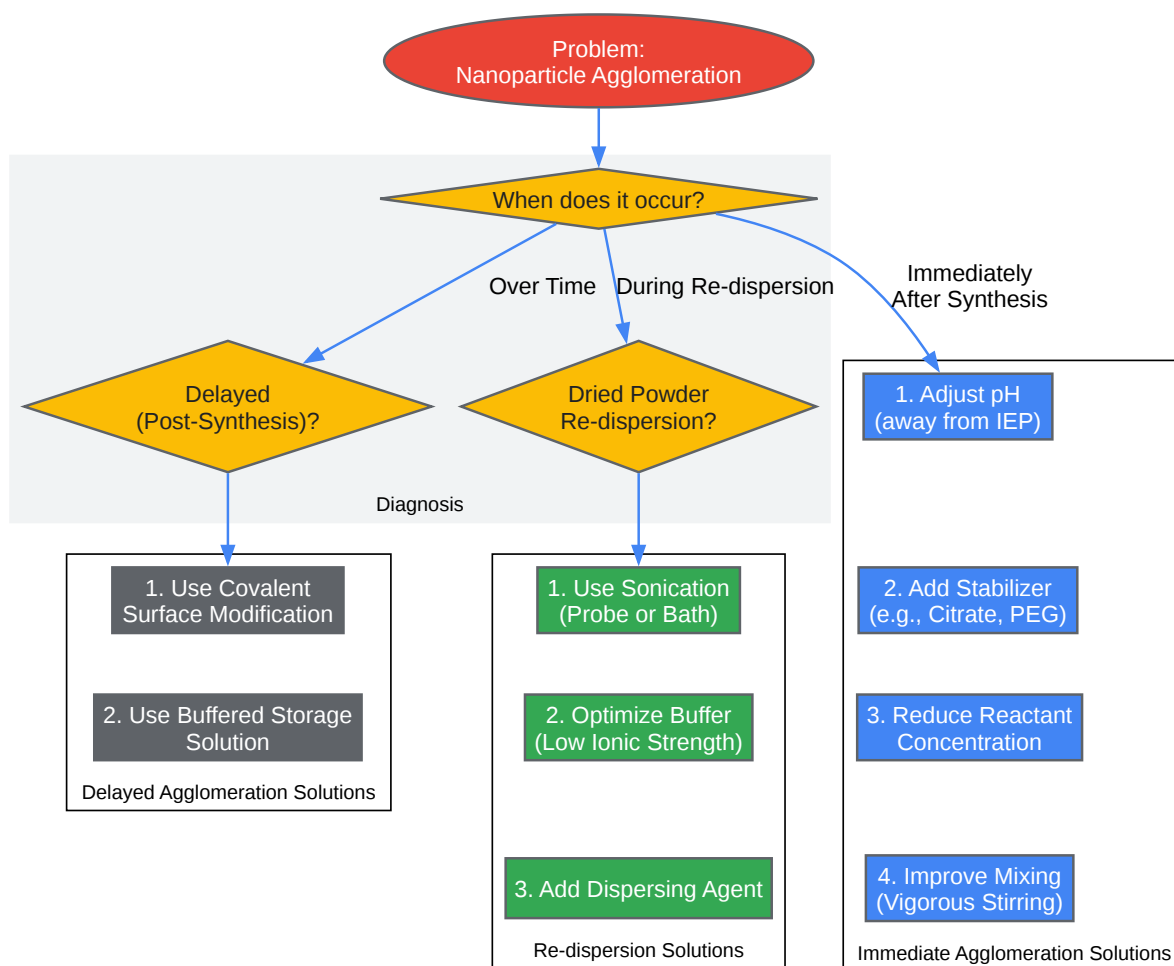 Problem:
Nanoparticle Agglomeration
When does it occur?
Over Time
During Re-dispersion
Immediately
After Synthesis
Delayed
(Post-Synthesis)?
Dried Powder
Re-dispersion?
Diagnosis
1. Use Covalent
Surface Modification
2. Use Buffered Storage
Solution
Delayed Agglomeration Solutions
1. Use Sonication
(Probe or Bath)
2. Optimize Buffer
(Low Ionic Strength)
3. Add Dispersing Agent
Re-dispersion Solutions
1. Adjust pH
(away from IEP)
2. Add Stabilizer
(e.g., Citrate, PEG)
3. Reduce Reactant
Concentration
4. Improve Mixing
(Vigorous Stirring)
Immediate Agglomeration Solutions